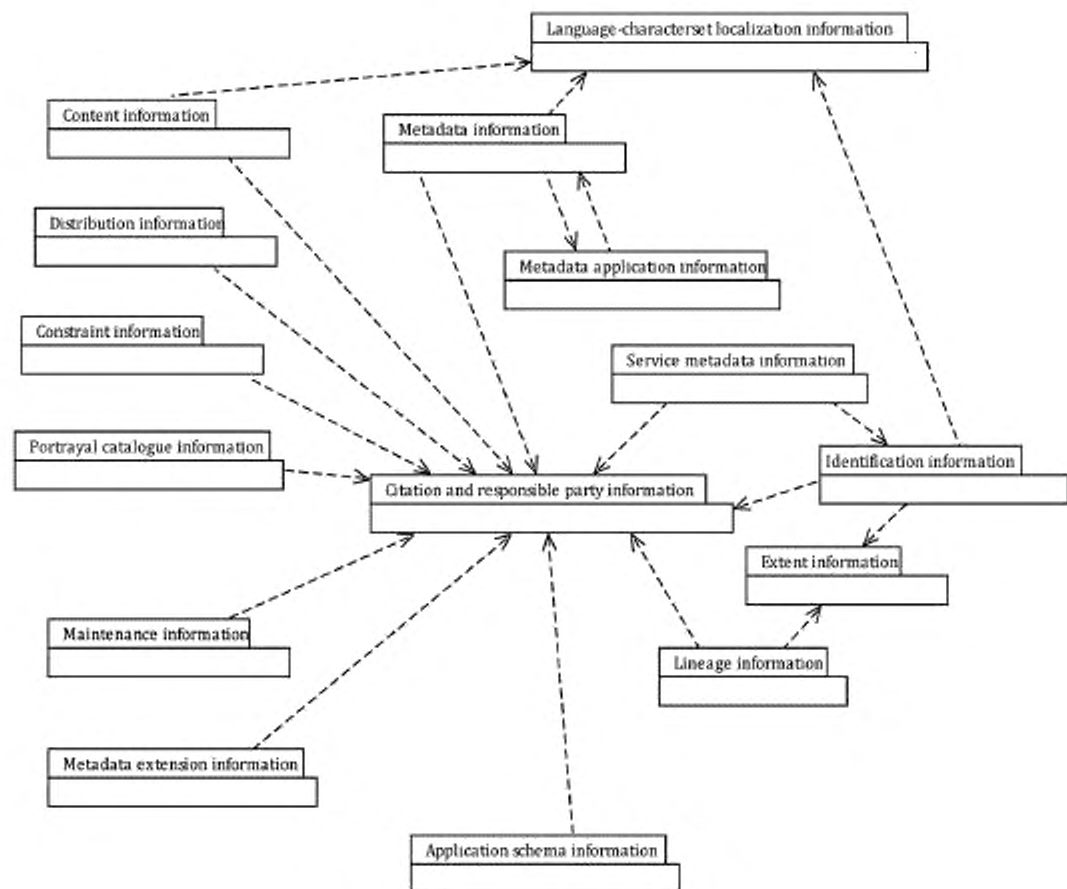 Language-characterset localization information
Content information
Metadata information
Distribution information
Metadata application information
Constraint information
Service metadata information
Portrayal catalogue information
Identification information
Citation and responsible party information
Extent information
Maintenance information
Lineage information
Metadata extension information
Application schema information